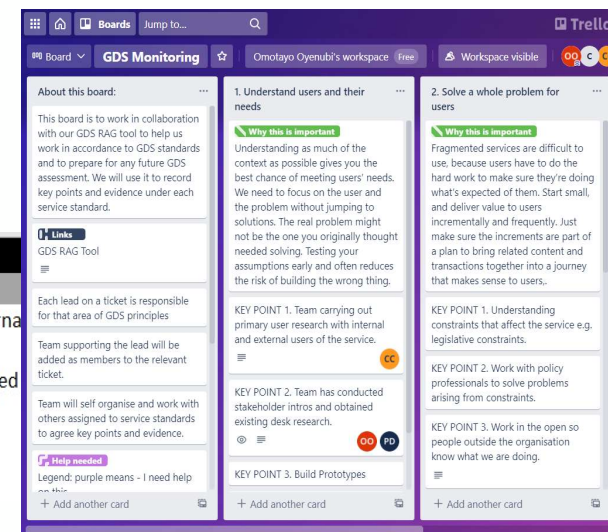 Boards
Jump to...
Trello
Board
GDS Monitoring
Omotayo Oyenubi's workspace
Free
Workspace visible
OO
C
About this board:
This board is to work in collaboration
with our GDS RAG tool to help us
work in accordance to GDS standards
and to prepare for any future GDS
assessment. We will use it to record
key points and evidence under each
service standard.
Links
GDS RAG Tool
Each lead on a ticket is responsible
for that area of GDS principles
Team supporting the lead will be
added as members to the relevant
ticket.
Team will self organise and work with
others assigned to service standards
to agree key points and evidence.
Help needed
Legend: purple means - I need help
on this
+ Add another card
1. Understand users and their
needs
Why this is important
Understanding as much of the
context as possible gives you the
best chance of meeting users' needs.
We need to focus on the user and
the problem without jumping to
solutions. The real problem might
not be the one you originally thought
needed solving. Testing your
assumptions early and often reduces
the risk of building the wrong thing.
KEY POINT 1. Team carrying out
primary user research with internal
and external users of the service.
CC
KEY POINT 2. Team has conducted
stakeholder intros and obtained
existing desk research.
OO PD
KEY POINT 3. Build Prototypes
+ Add another card
2. Solve a whole problem for
users
Why this is important
Fragmented services are difficult to
use, because users have to do the
hard work to make sure they're doing
what's expected of them. Start small,
and deliver value to users
incrementally and frequently. Just
make sure the increments are part of
a plan to bring related content and
transactions together into a journey
that makes sense to users,.
KEY POINT 1. Understanding
constraints that affect the service e.g.
legislative constraints.
KEY POINT 2. Work with policy
professionals to solve problems
arising from constraints.
KEY POINT 3. Work in the open so
people outside the organisation
know what we are doing.
+ Add another card